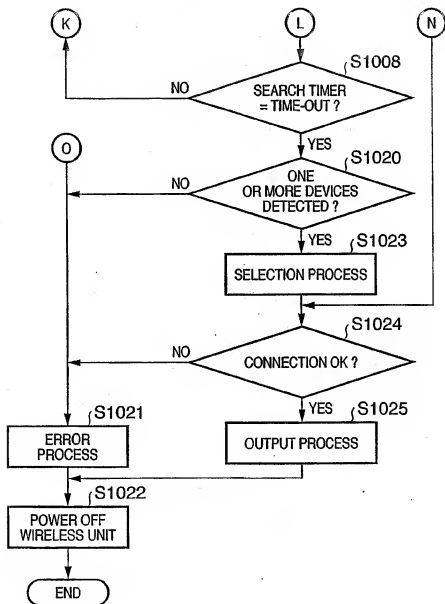 K
L
N
S1008
NO
SEARCH TIMER
= TIME-OUT ?
YES
O
S1020
NO
ONE
OR MORE DEVICES
DETECTED ?
YES
S1023
SELECTION PROCESS
S1024
NO
CONNECTION OK ?
YES
S1021
S1025
ERROR
PROCESS
OUTPUT PROCESS
S1022
POWER OFF
WIRELESS UNIT
END